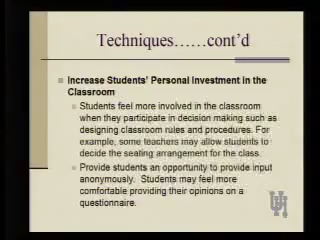 Techniques……cont’d
Increase Students’ Personal Investment in the
Classroom
Students feel more involved in the classroom
when they participate in decision making such as
designing classroom rules and procedures. For
example, some teachers may allow students to
decide the seating arrangement for the class.
Provide students an opportunity to provide input
anonymously. Students may feel more
comfortable providing their opinions on a
questionnaire.